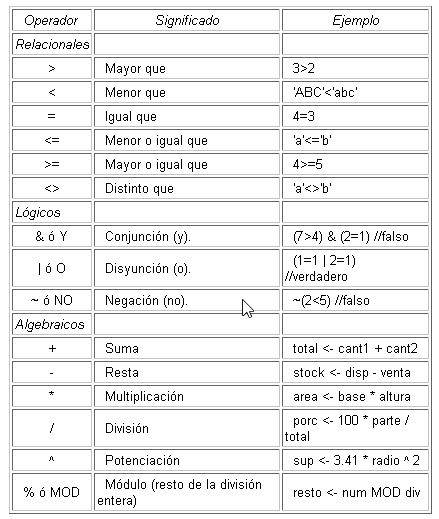 Operador Significado Ejemplo
Relacionales
> Mayor que 3>2
< Menor que 'ABC'<'abc'
= Igual que 4=3
<= Menor o igual que 'a'<='b'
>= Mayor o igual que 4>=5
<> Distinto que 'a'<>'b'
Lógicos
& ó Y Conjunción (y). (7>4) & (2=1) //falso
| ó O Disyunción (o). (1=1 | 2=1)
//verdadero
~ ó NO Negación (no). ~(2<5) //falso
Algebraicos
+ Suma total <- cant1 + cant2
- Resta stock <- disp - venta
* Multiplicación area <- base * altura
/ División porc <- 100 * parte /
total
^ Potenciación sup <- 3.41 * radio ^ 2
% ó MOD Módulo (resto de la división
entera) resto <- num MOD div